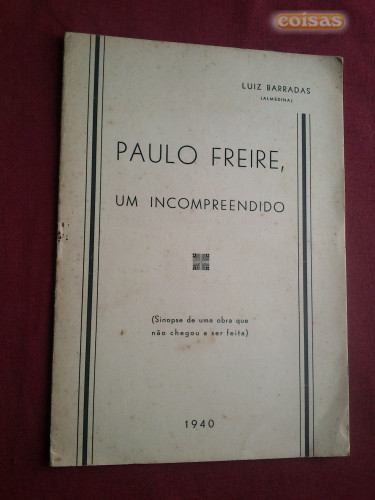 coisas
LUIZ BARRADAS
(ALMEDINA)
PAULO FREIRE,
UM INCOMPREENDIDO
(Sinopse de uma obra que
não chegou a ser feita)
1940